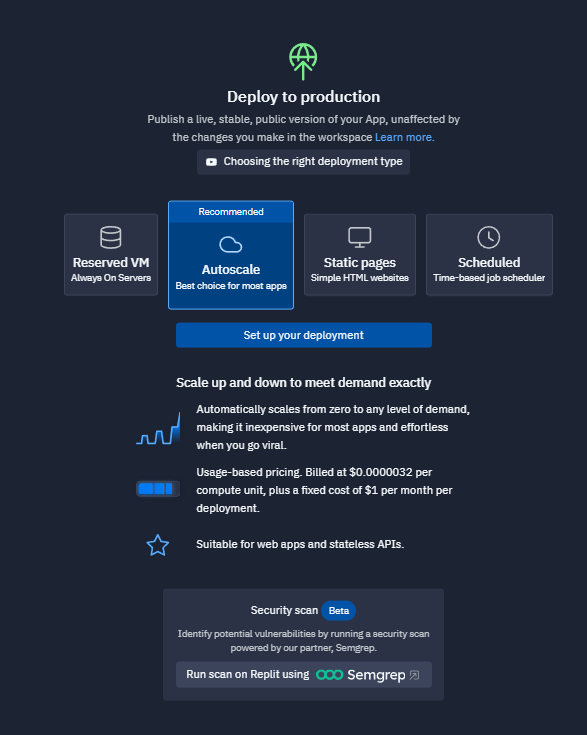 Deploy to production
Publish a live, stable, public version of your App, unaffected by
the changes you make in the workspace Learn more.
Choosing the right deployment type
Reserved VM
Always On Servers
Recommended
Autoscale
Best choice for most apps
Static pages
Simple HTML websites
Scheduled
Time-based job scheduler
Set up your deployment
Scale up and down to meet demand exactly
Automatically scales from zero to any level of demand,
making it inexpensive for most apps and effortless
when you go viral.
Usage-based pricing. Billed at $0.0000032 per
compute unit, plus a fixed cost of $1 per month per
deployment.
Suitable for web apps and stateless APIs.
Security scan Beta
Identify potential vulnerabilities by running a security scan
powered by our partner, Semgrep.
Run scan on Replit using Semgrep